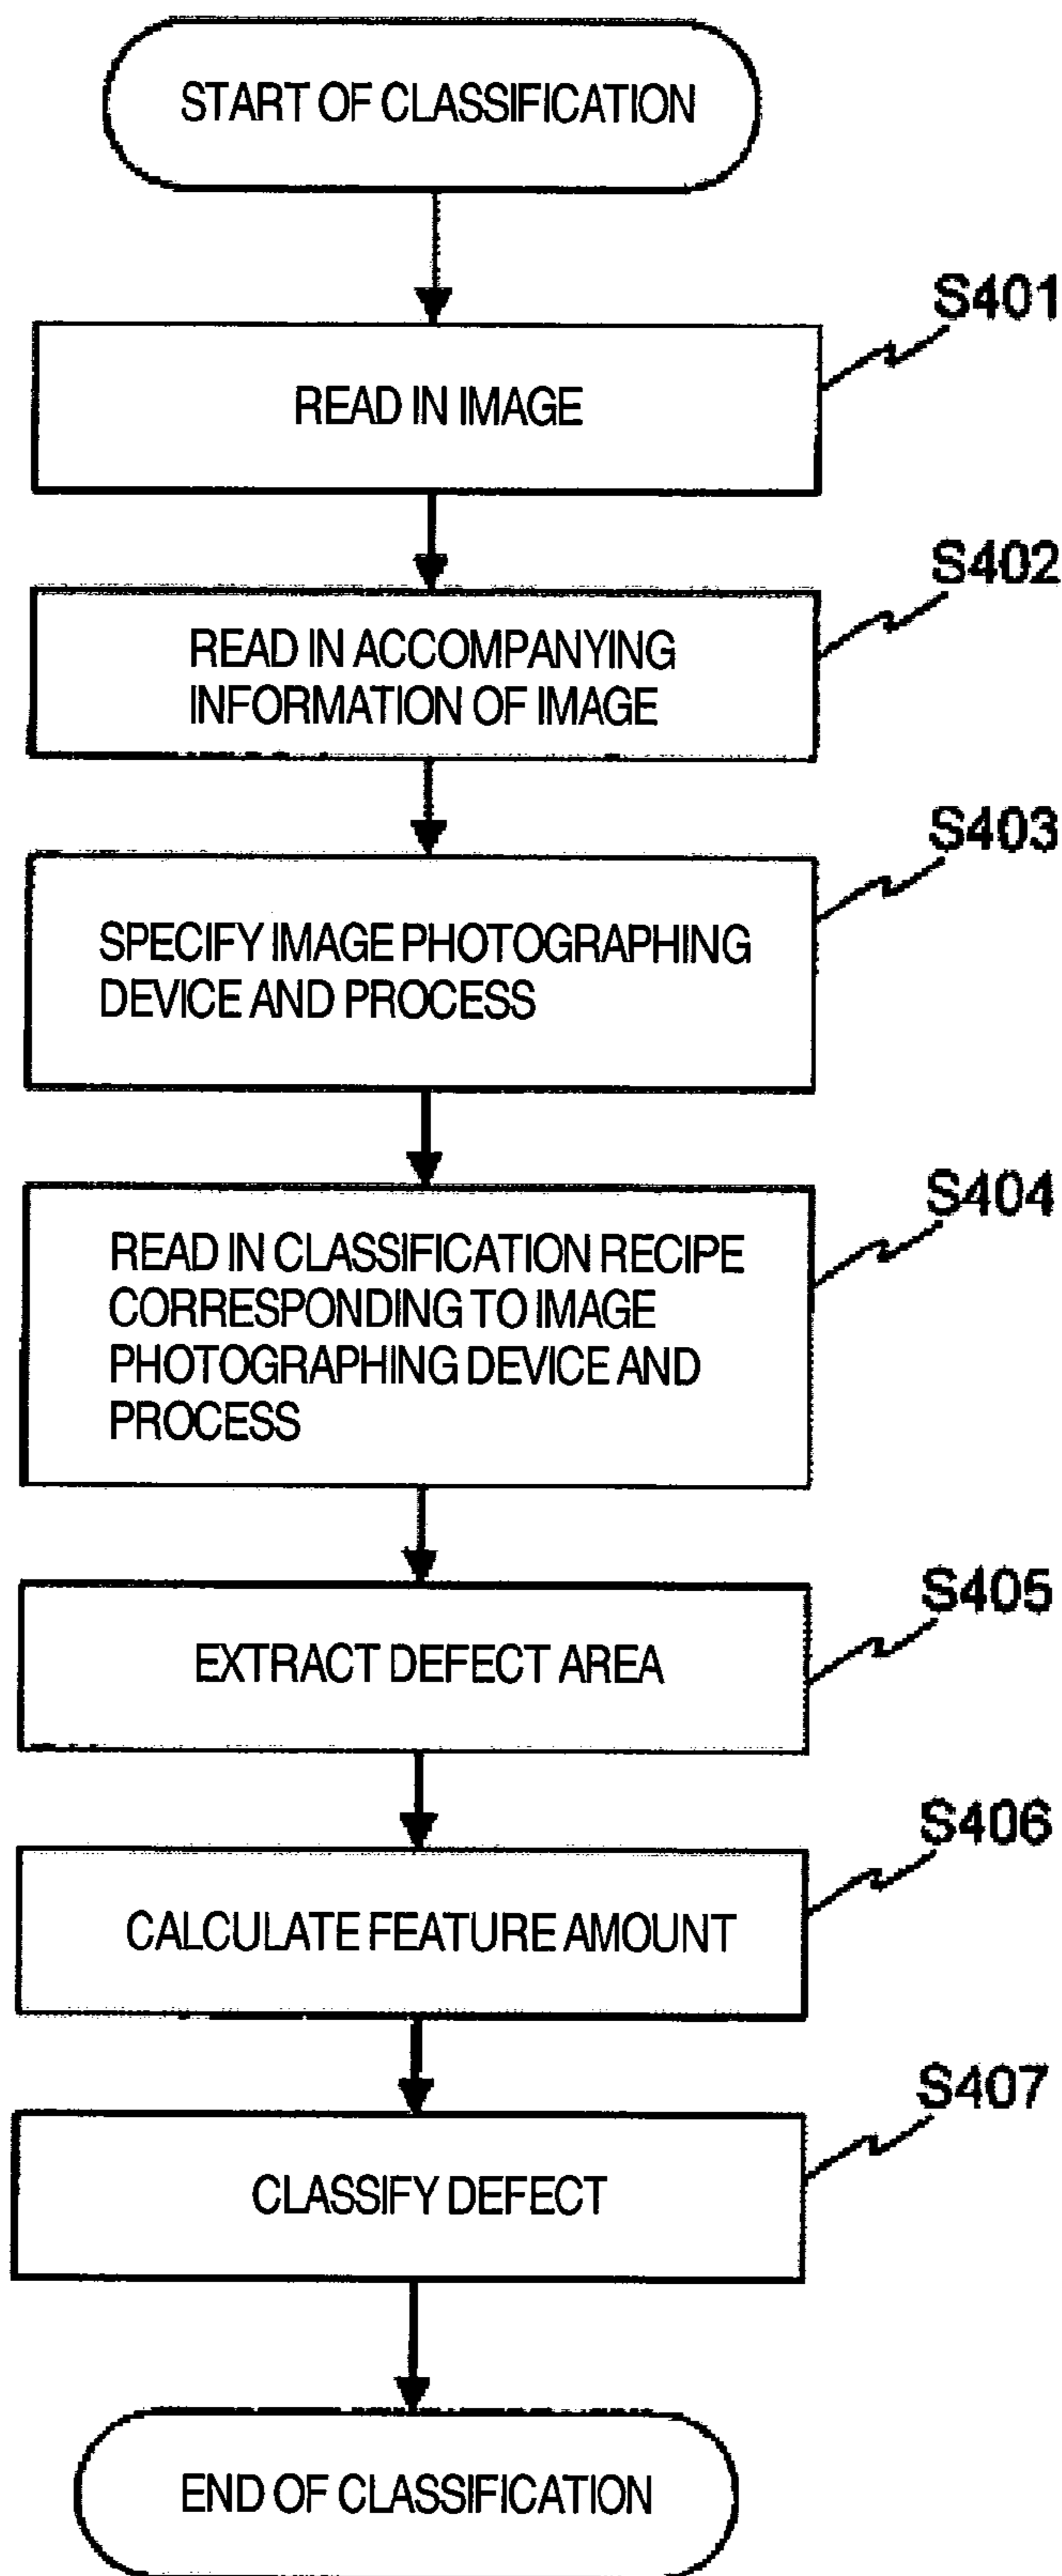 START OF CLASSIFICATION
S401
READ IN IMAGE
S402
READ IN ACCOMPANYING
INFORMATION OF IMAGE
S403
SPECIFY IMAGE PHOTOGRAPHING
DEVICE AND PROCESS
S404
READ IN CLASSIFICATION RECIPE
CORRESPONDING TO IMAGE
PHOTOGRAPHING DEVICE AND
PROCESS
S405
EXTRACT DEFECT AREA
S406
CALCULATE FEATURE AMOUNT
S407
CLASSIFY DEFECT
END OF CLASSIFICATION